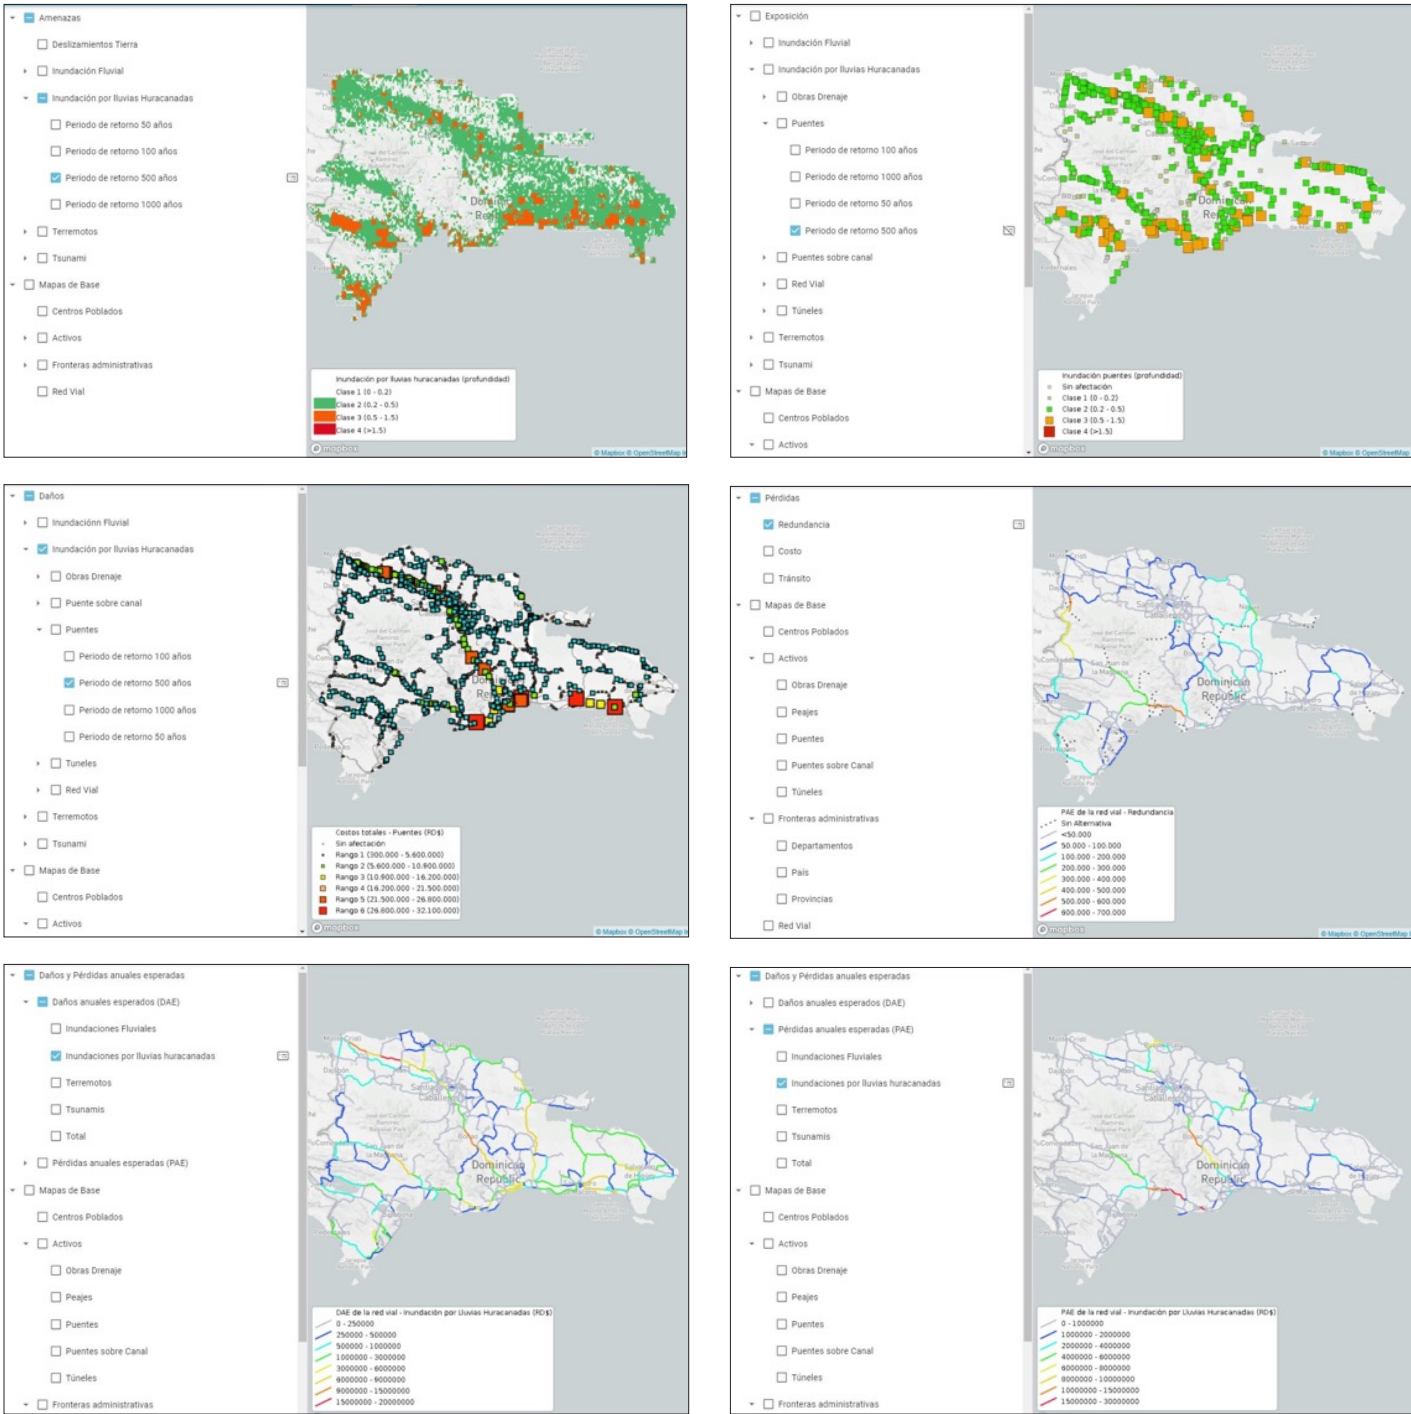 Amenazas
Deslizamientos Tierra
Inundación Fluvial
Inundación por lluvias Huracanadas
Periodo de retorno 50 años
Periodo de retorno 100 años
Periodo de retorno 500 años
Periodo de retorno 1000 años
Terremotos
Tsunami
Mapas de Base
Centros Poblados
Activos
Fronteras administrativas
Red Vial
Inundación por lluvias huracanadas (profundidad)
Clase 1 (0 - 0.2)
Clase 2 (0.2 - 0.5)
Clase 3 (0.5 - 1.5)
Clase 4 (>1.5)
mapbox
© Mapbox © OpenStreetMap
Exposición
Inundación Fluvial
Inundación por lluvias Huracanadas
Obras Drenaje
Puentes
Periodo de retorno 100 años
Periodo de retorno 1000 años
Periodo de retorno 50 años
Periodo de retorno 500 años
Puentes sobre canal
Red Vial
Túneles
Terremotos
Tsunami
Mapas de Base
Centros Poblados
Activos
Dominican
Inundación puentes (profundidad)
Sin afectación
Clase 1 (0 - 0.2)
Clase 2 (0.2 - 0.5)
Clase 3 (0.5 - 1.5)
Clase 4 (>1.5)
mapbox
© Mapbox © OpenStreetMap
Daños
Inundaciónn Fluvial
Inundación por lluvias Huracanadas
Obras Drenaje
Puente sobre canal
Puentes
Periodo de retorno 100 años
Periodo de retorno 500 años
Periodo de retorno 1000 años
Periodo de retorno 50 años
Tuneles
Red Vial
Terremotos
Tsunami
Mapas de Base
Centros Poblados
Activos
Costos totales - Puentes (RD$)
Sin afectación
Rango 1 (300.000 - 5.600.000)
Rango 2 (5.600.000 - 10.900.000)
Rango 3 (10.900.000 - 16.200.000)
Rango 4 (16.200.000 - 21.500.000)
Rango 5 (21.500.000 - 26.800.000)
Rango 6 (26.800.000 - 32.100.000)
mapbox
© Mapbox © OpenStreetMap
Pérdidas
Redundancia
Costo
Tránsito
Mapas de Base
Centros Poblados
Activos
Obras Drenaje
Peajes
Puentes
Puentes sobre Canal
Túneles
Fronteras administrativas
Departamentos
País
Provincias
Red Vial
Dominican
Republic
PAE de la red vial - Redundancia
Sin Alternativa
<50.000
50.000 - 100.000
100.000 - 200.000
200.000 - 300.000
300.000 - 400.000
400.000 - 500.000
500.000 - 600.000
600.000 - 700.000
mapbox
© Mapbox © OpenStreetMap
Daños y Pérdidas anuales esperadas
Daños anuales esperados (DAE)
Inundaciones Fluviales
Inundaciones por lluvias huracanadas
Terremotos
Tsunamis
Total
Pérdidas anuales esperadas (PAE)
Mapas de Base
Centros Poblados
Activos
Obras Drenaje
Peajes
Puentes
Puentes sobre Canal
Túneles
Fronteras administrativas
Dominican
Republic
DAE de la red vial - Inundación por Lluvias Huracanadas (RD$)
0 - 250000
250000 - 500000
500000 - 1000000
1000000 - 3000000
3000000 - 6000000
6000000 - 9000000
9000000 - 15000000
15000000 - 20000000
Daños y Pérdidas anuales esperadas
Daños anuales esperados (DAE)
Pérdidas anuales esperadas (PAE)
Inundaciones Fluviales
Inundaciones por lluvias huracanadas
Terremotos
Tsunamis
Total
Mapas de Base
Centros Poblados
Activos
Obras Drenaje
Peajes
Puentes
Puentes sobre Canal
Túneles
Fronteras administrativas
Dominican
Republic
PAE de la red vial - Inundación por Lluvias Huracanadas (RD$)
0 - 1000000
1000000 - 2000000
2000000 - 4000000
4000000 - 6000000
6000000 - 8000000
8000000 - 10000000
10000000 - 15000000
15000000 - 30000000